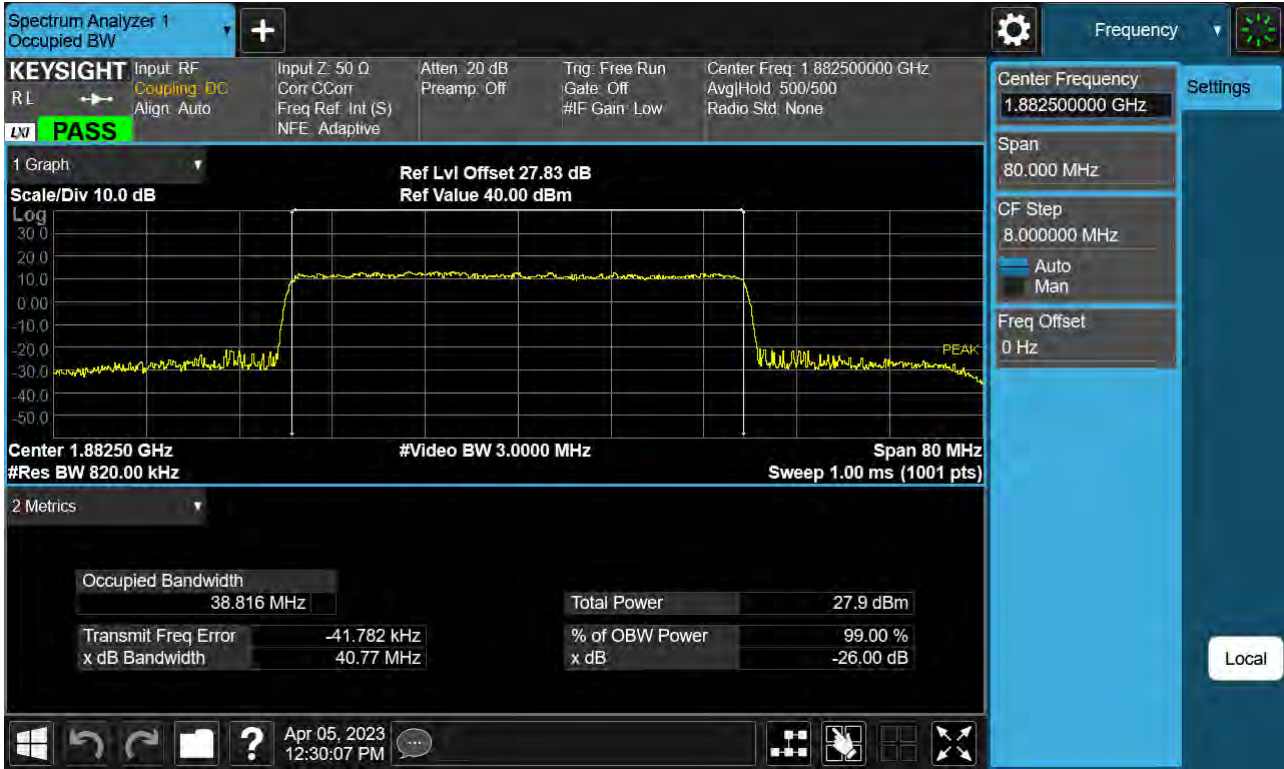 Spectrum Analyzer 1
Occupied BW
Frequency
KEYSIGHT
R L
LXI PASS
Input: RF
Coupling: DC
Align: Auto
Input Z: 50 Ω
Corr CCorr
Freq Ref: Int (S)
NFE: Adaptive
Atten: 20 dB
Preamp: Off
Trig: Free Run
Gate: Off
#IF Gain: Low
Center Freq: 1.882500000 GHz
Avg|Hold: 500/500
Radio Std: None
Center Frequency
1.882500000 GHz
Settings
Span
80.000 MHz
CF Step
8.000000 MHz
Auto
Man
Freq Offset
0 Hz
Local
1 Graph
Scale/Div 10.0 dB
Ref Lvl Offset 27.83 dB
Ref Value 40.00 dBm
Log
30.0
20.0
10.0
0.00
-10.0
-20.0
-30.0
-40.0
-50.0
PEAK
Center 1.88250 GHz
#Video BW 3.0000 MHz
Span 80 MHz
#Res BW 820.00 kHz
Sweep 1.00 ms (1001 pts)
2 Metrics
Occupied Bandwidth
38.816 MHz
Total Power 27.9 dBm
Transmit Freq Error -41.782 kHz
% of OBW Power 99.00 %
x dB Bandwidth 40.77 MHz
x dB -26.00 dB
?
Apr 05, 2023
12:30:07 PM